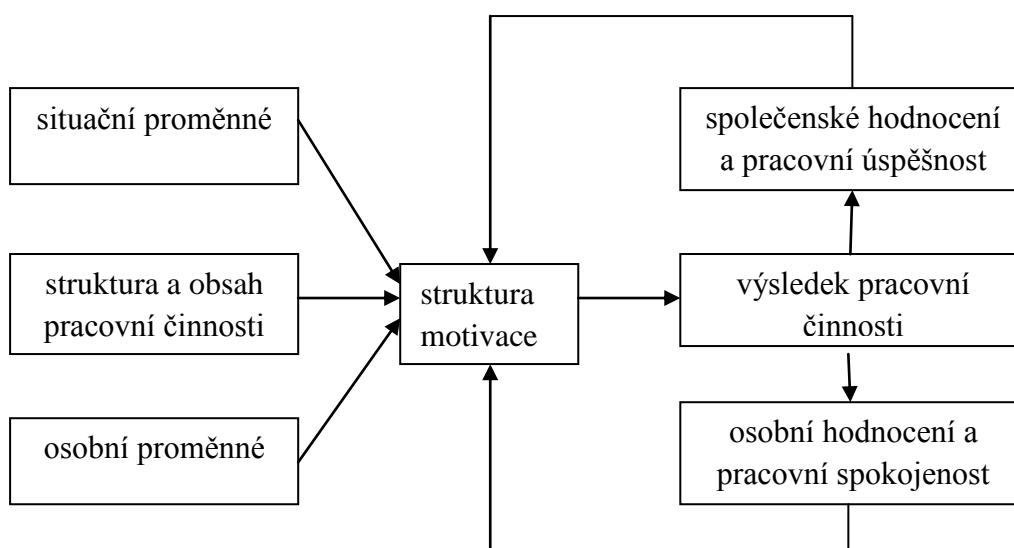 situační proměnné
společenské hodnocení
a pracovní úspěšnost
struktura a obsah
pracovní činnosti
struktura
motivace
výsledek pracovní
činnosti
osobní proměnné
osobní hodnocení a
pracovní spokojenost